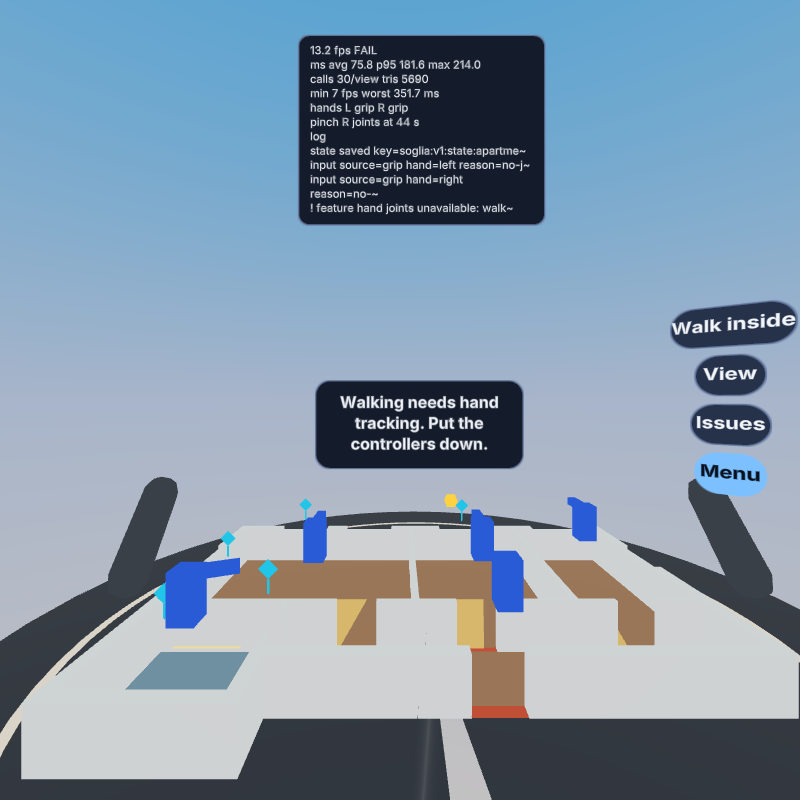 13.2 fps FAIL
ms avg 75.8 p95 181.6 max 214.0
calls 30/view tris 5690
min 7 fps worst 351.7 ms
hands L grip R grip
pinch R joints at 44 s
log
state saved key=soglia:v1:state:apartme~
input source=grip hand=left reason=no-j~
input source=grip hand=right
reason=no-~
! feature hand joints unavailable: walk~
Walk inside
View
Issues
Menu
Walking needs hand
tracking. Put the
controllers down.